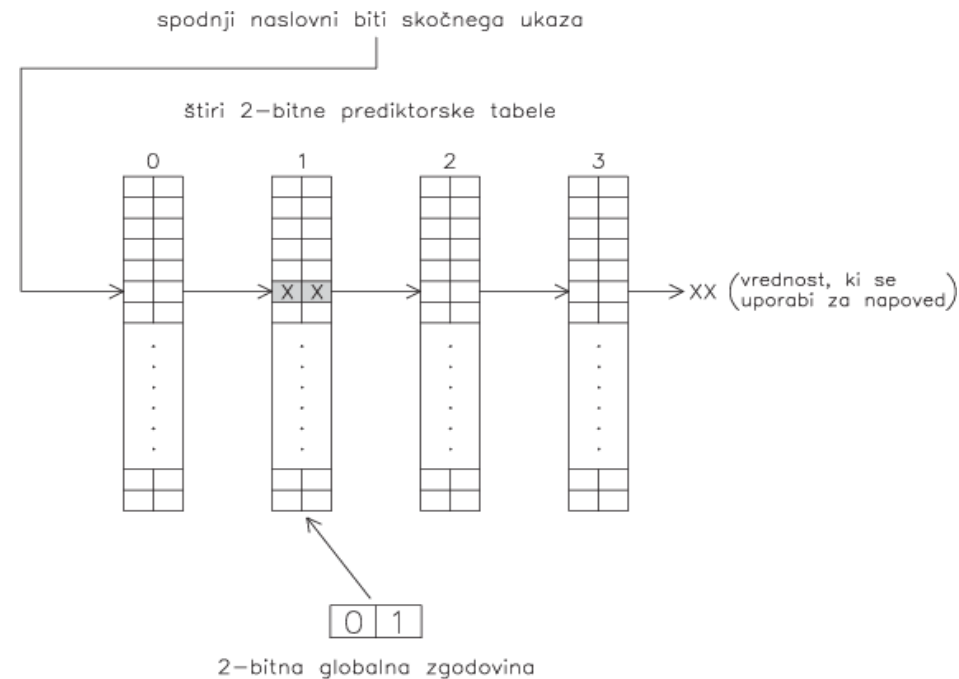 spodnji naslovni biti skočnega ukaza
štiri 2-bitne prediktorske tabele
0 1 2 3
X X
XX (vrednost, ki se
uporabi za napoved)
0 1
2-bitna globalna zgodovina